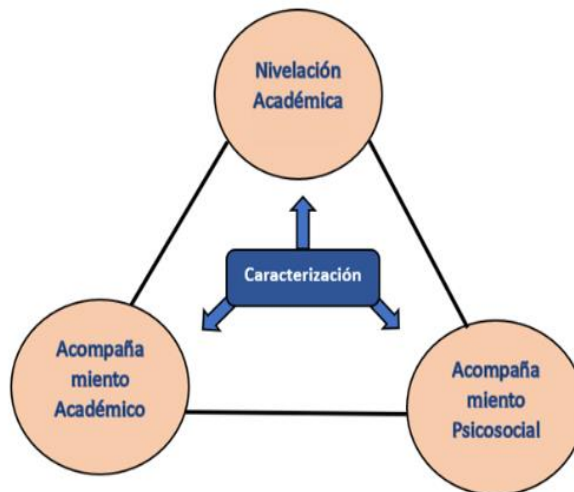 Nivelación
Académica
Caracterización
Acompaña
miento
Académico
Acompaña
miento
Psicosocial